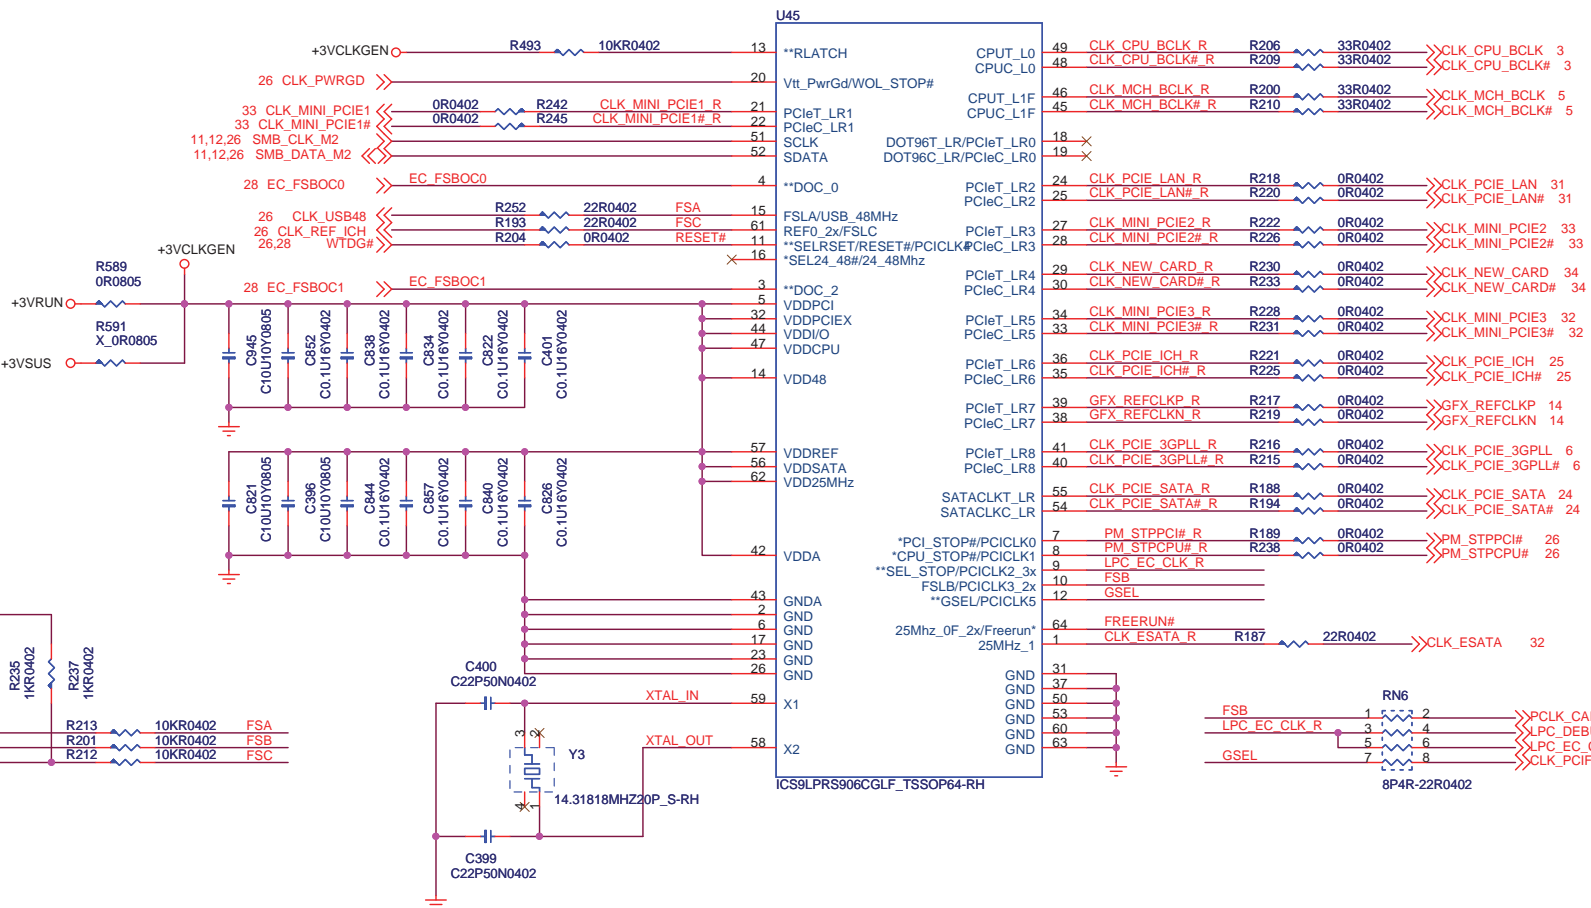 U45
+3VCLKGEN R493 10KR0402 13 **RLATCH CPUT_L0 49 CLK_CPU_BCLK_R R206 33R0402 CLK_CPU_BCLK 3
CPUC_L0 48 CLK_CPU_BCLK#_R R209 33R0402 CLK_CPU_BCLK# 3
26 CLK_PWRGD 20 Vtt_PwrGd/WOL_STOP#
CPUT_L1F 46 CLK_MCH_BCLK_R R200 33R0402 CLK_MCH_BCLK 5
33 CLK_MINI_PCIE1 0R0402 R242 CLK_MINI_PCIE1_R 21 PCIeT_LR1 CPUC_L1F 45 CLK_MCH_BCLK#_R R210 33R0402 CLK_MCH_BCLK# 5
33 CLK_MINI_PCIE1# 0R0402 R245 CLK_MINI_PCIE1#_R 22 PCIeC_LR1
11,12,26 SMB_CLK_M2 51 SCLK DOT96T_LR/PCIeT_LR0 18
11,12,26 SMB_DATA_M2 52 SDATA DOT96C_LR/PCIeC_LR0 19
28 EC_FSBOC0 EC_FSBOC0 4 **DOC_0 PCIeT_LR2 24 CLK_PCIE_LAN_R R218 0R0402 CLK_PCIE_LAN 31
PCIeC_LR2 25 CLK_PCIE_LAN#_R R220 0R0402 CLK_PCIE_LAN# 31
26 CLK_USB48 R252 22R0402 FSA 15 FSLA/USB_48MHz
26 CLK_REF_ICH R193 22R0402 FSC 61 REF0_2x/FSLC PCIeT_LR3 27 CLK_MINI_PCIE2_R R222 0R0402 CLK_MINI_PCIE2 33
26,28 WTDG# R204 0R0402 RESET# 11 **SELRSET/RESET#/PCICLK4 PCIeC_LR3 28 CLK_MINI_PCIE2#_R R226 0R0402 CLK_MINI_PCIE2# 33
+3VCLKGEN 16 *SEL24_48#/24_48Mhz
R589
0R0805
PCIeT_LR4 29 CLK_NEW_CARD_R R230 0R0402 CLK_NEW_CARD 34
28 EC_FSBOC1 EC_FSBOC1 3 **DOC_2 PCIeC_LR4 30 CLK_NEW_CARD#_R R233 0R0402 CLK_NEW_CARD# 34
+3VRUN 5 VDDPCI
32 VDDPCIEX PCIeT_LR5 34 CLK_MINI_PCIE3_R R228 0R0402 CLK_MINI_PCIE3 32
R591
X_0R0805
44 VDDI/O PCIeC_LR5 33 CLK_MINI_PCIE3#_R R231 0R0402 CLK_MINI_PCIE3# 32
47 VDDCPU
+3VSUS PCIeT_LR6 36 CLK_PCIE_ICH_R R221 0R0402 CLK_PCIE_ICH 25
14 VDD48 PCIeC_LR6 35 CLK_PCIE_ICH#_R R225 0R0402 CLK_PCIE_ICH# 25
C945
C10U10Y0805
C852
C0.1U16Y0402
C838
C0.1U16Y0402
C834
C0.1U16Y0402
C822
C0.1U16Y0402
C401
C0.1U16Y0402
PCIeT_LR7 39 GFX_REFCLKP_R R217 0R0402 GFX_REFCLKP 14
PCIeC_LR7 38 GFX_REFCLKN_R R219 0R0402 GFX_REFCLKN 14
57 VDDREF PCIeT_LR8 41 CLK_PCIE_3GPLL_R R216 0R0402 CLK_PCIE_3GPLL 6
56 VDDSATA PCIeC_LR8 40 CLK_PCIE_3GPLL#_R R215 0R0402 CLK_PCIE_3GPLL# 6
62 VDD25MHz
C821
C10U10Y0805
C396
C10U10Y0805
C844
C0.1U16Y0402
C857
C0.1U16Y0402
C840
C0.1U16Y0402
C826
C0.1U16Y0402
SATACLKT_LR 55 CLK_PCIE_SATA_R R188 0R0402 CLK_PCIE_SATA 24
SATACLKC_LR 54 CLK_PCIE_SATA#_R R194 0R0402 CLK_PCIE_SATA# 24
*PCI_STOP#/PCICLK0 7 PM_STPPCI#_R R189 0R0402 PM_STPPCI# 26
42 VDDA *CPU_STOP#/PCICLK1 8 PM_STPCPU#_R R238 0R0402 PM_STPCPU# 26
**SEL_STOP/PCICLK2_3x 9 LPC_EC_CLK_R
FSLB/PCICLK3_2x 10 FSB
43 GNDA **GSEL/PCICLK5 12 GSEL
2 GND
6 GND 25Mhz_0F_2x/Freerun* 64 FREERUN#
17 GND 25MHz_1 1 CLK_ESATA_R R187 22R0402 CLK_ESATA 32
23 GND
26 GND GND 31
GND 37
GND 50
GND 53
GND 60
GND 63
R235
1KR0402
R237
1KR0402
C400
C22P50N0402
XTAL_IN 59 X1
R213 10KR0402 FSA
R201 10KR0402 FSB
R212 10KR0402 FSC
XTAL_OUT 58 X2
3 2
Y3
4 1
14.31818MHZ20P_S-RH
ICS9LPRS906CGLF_TSSOP64-RH
C399
C22P50N0402
RN6
FSB 1 2 PCLK_CA
LPC_EC_CLK_R 3 4 LPC_DEB
5 6 LPC_EC_C
GSEL 7 8 CLK_PCIF
8P4R-22R0402